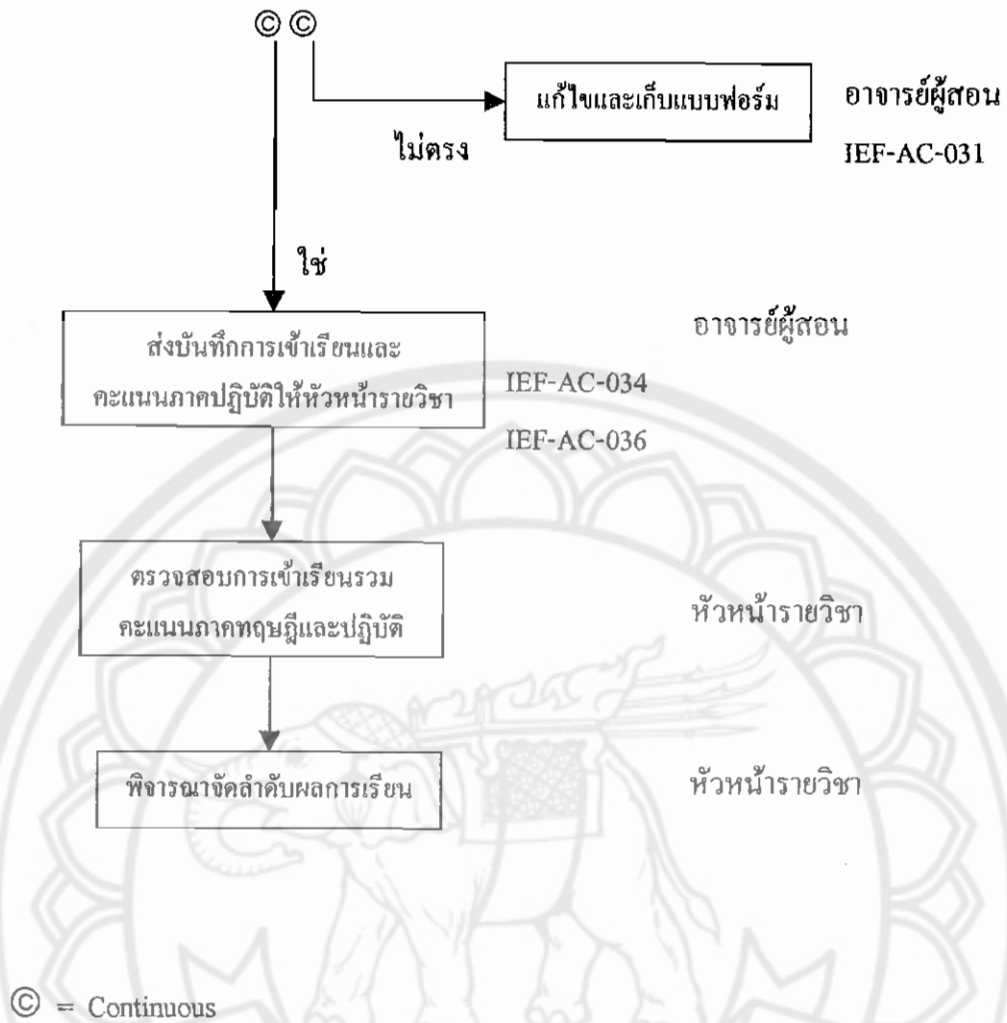 © ©
แก้ไขและเก็บแบบฟอร์ม
อาจารย์ผู้สอน
ไม่ตรง
IEF-AC-031
ใช่
ส่งบันทึกการเข้าเรียนและ
คะแนนภาคปฏิบัติให้หัวหน้ารายวิชา
อาจารย์ผู้สอน
IEF-AC-034
IEF-AC-036
ตรวจสอบการเข้าเรียนรวม
คะแนนภาคทฤษฎีและปฏิบัติ
หัวหน้ารายวิชา
พิจารณาจัดลำดับผลการเรียน
หัวหน้ารายวิชา
© = Continuous